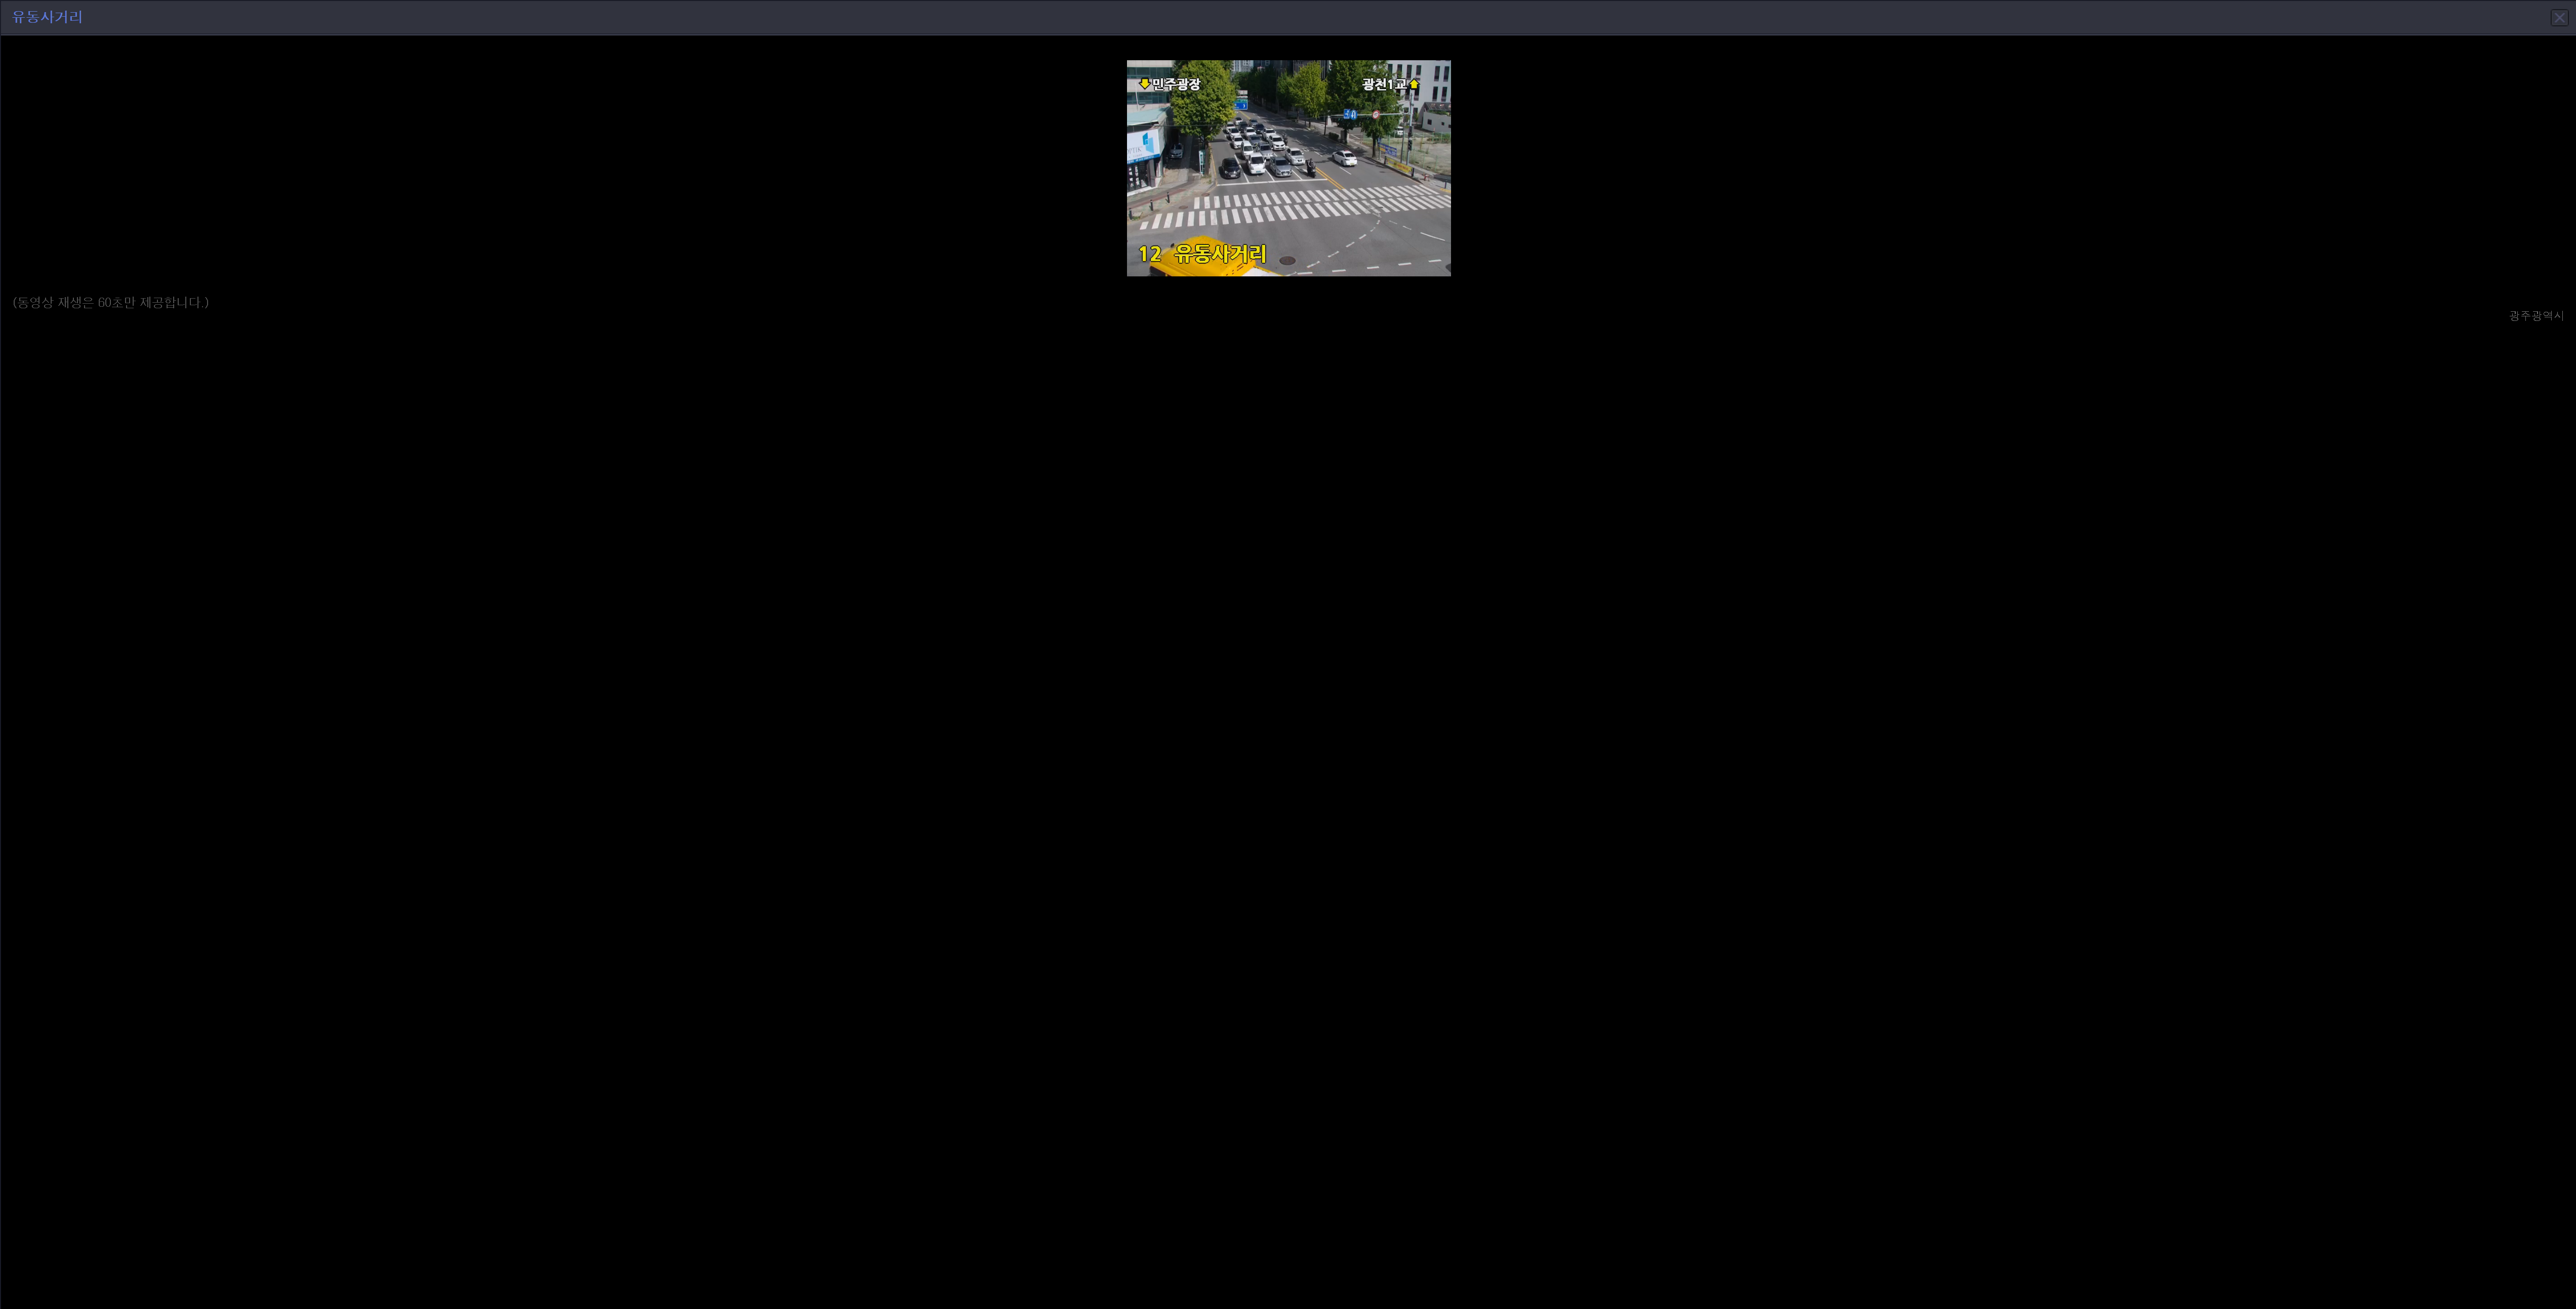 유동사거리
민주광장
광천1교
12 유동사거리
(동영상 재생은 60초만 제공합니다.)
광주광역시